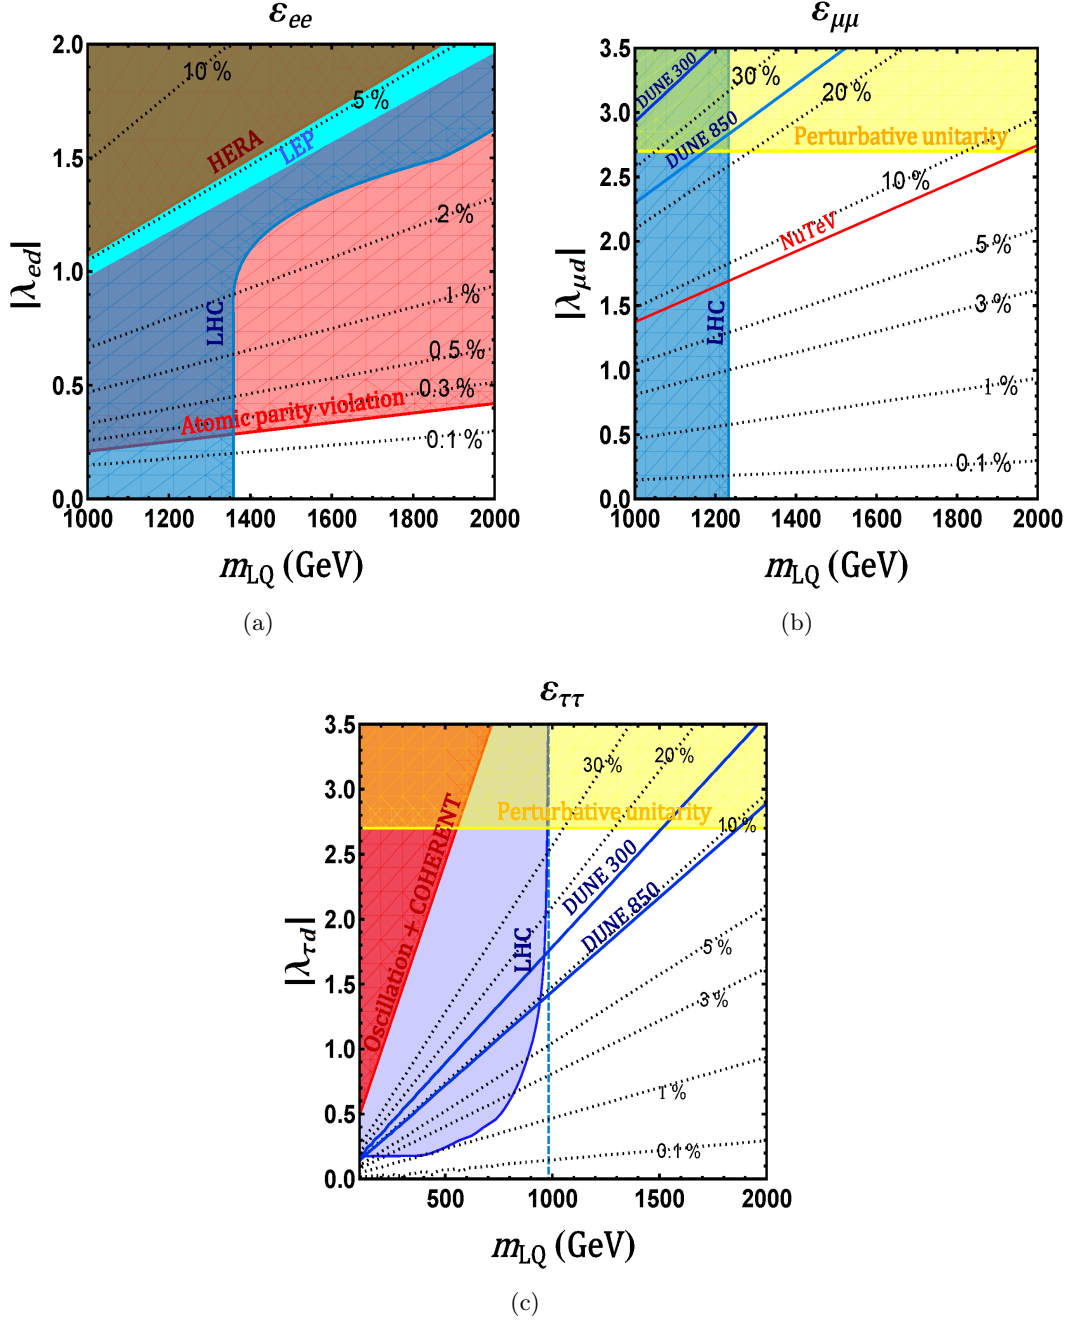 ε_ee
2.0
1.5
1.0
0.5
0.0
|λ_ed|
10 %
5 %
HERA
LEP
2 %
1 %
LHC
0.5 %
0.3 %
Atomic parity violation
0.1 %
1000 1200 1400 1600 1800 2000
m_LQ (GeV)
(a)
ε_μμ
3.5
3.0
2.5
2.0
1.5
1.0
0.5
0.0
|λ_μd|
DUNE 300
30 %
20 %
DUNE 850
Perturbative unitarity
10 %
NuTeV
5 %
LHC
3 %
1 %
0.1 %
1000 1200 1400 1600 1800 2000
m_LQ (GeV)
(b)
ε_ττ
3.5
3.0
2.5
2.0
1.5
1.0
0.5
0.0
|λ_τd|
30 %
20 %
Perturbative unitarity
10 %
Oscillation + COHERENT
DUNE 300
DUNE 850
LHC
5 %
3 %
1 %
0.1 %
500 1000 1500 2000
m_LQ (GeV)
(c)